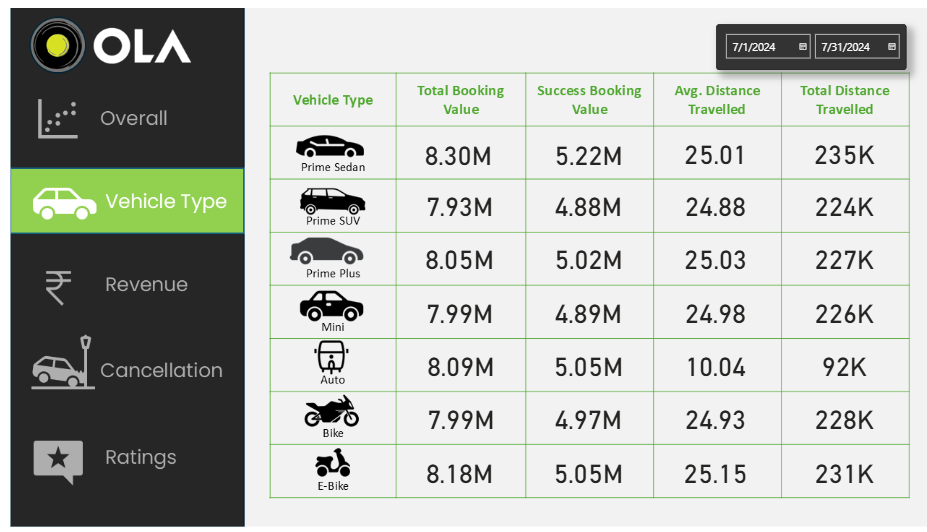 OLA
7/1/2024 7/31/2024
Overall
Vehicle Type
Revenue
Cancellation
Ratings
Vehicle Type Total Booking Value Success Booking Value Avg. Distance Travelled Total Distance Travelled
Prime Sedan 8.30M 5.22M 25.01 235K
Prime SUV 7.93M 4.88M 24.88 224K
Prime Plus 8.05M 5.02M 25.03 227K
Mini 7.99M 4.89M 24.98 226K
Auto 8.09M 5.05M 10.04 92K
Bike 7.99M 4.97M 24.93 228K
E-Bike 8.18M 5.05M 25.15 231K